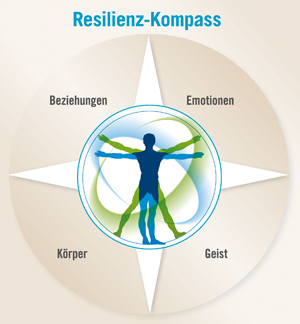 Resilienz-Kompass
Beziehungen
Emotionen
Körper
Geist